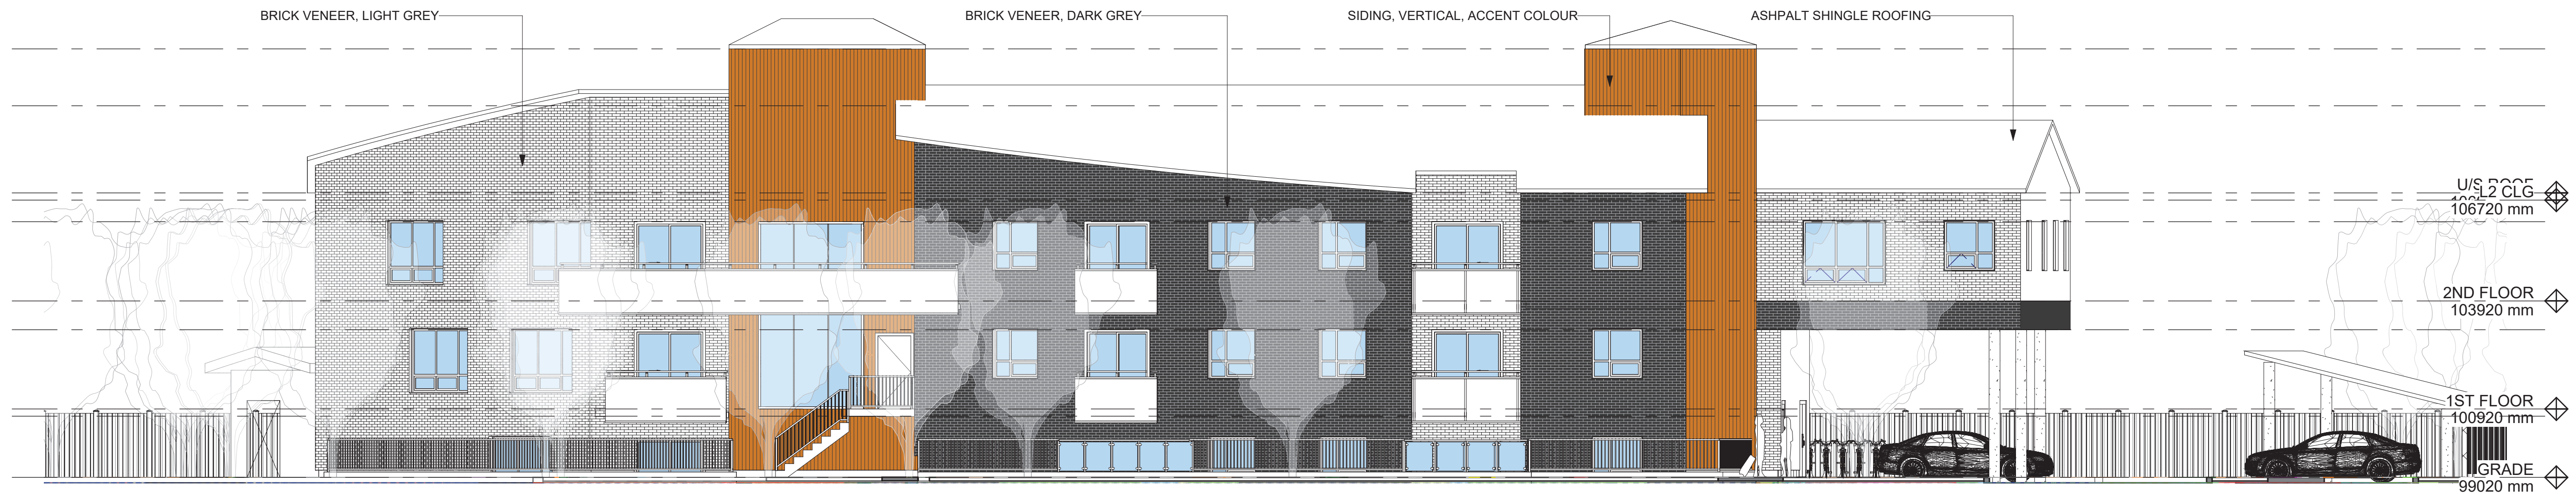 BRICK VENEER, LIGHT GREY
BRICK VENEER, DARK GREY
SIDING, VERTICAL, ACCENT COLOUR
ASHPALT SHINGLE ROOFING
U/S ROOF
L2 CLG
106720 mm
2ND FLOOR
103920 mm
1ST FLOOR
100920 mm
GRADE
99020 mm